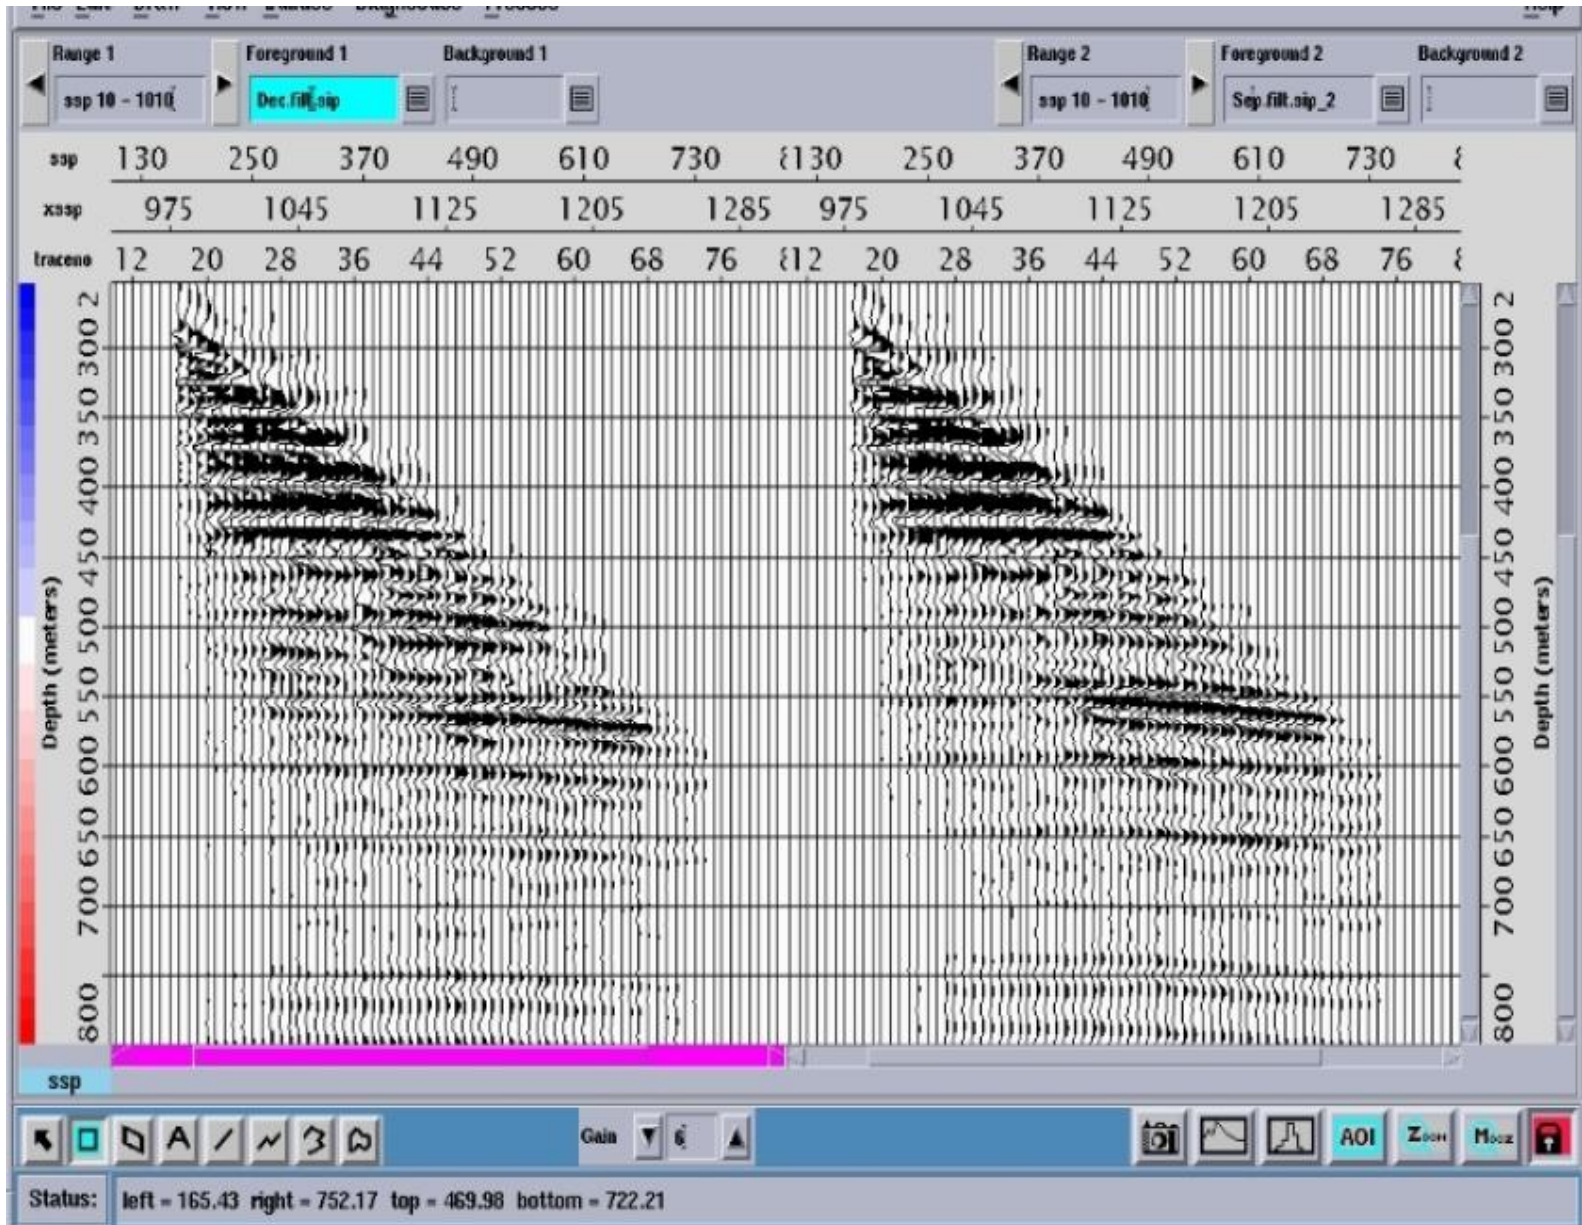 Range 1 Foreground 1 Background 1 Range 2 Foreground 2 Background 2
ssp 10 - 1010 Dec.filt.sip ssp 10 - 1010 Sep.filt.sip_2
ssp 130 250 370 490 610 730 130 250 370 490 610 730
xssp 975 1045 1125 1205 1285 975 1045 1125 1205 1285
traceno 12 20 28 36 44 52 60 68 76 12 20 28 36 44 52 60 68 76
Depth (meters)
2
300
350
400
450
500
550
600
650
700
800
Depth (meters)
2
300
350
400
450
500
550
600
650
700
800
ssp
A Gain 6 AOI Zoom
Status: left = 165.43 right = 752.17 top = 469.98 bottom = 722.21